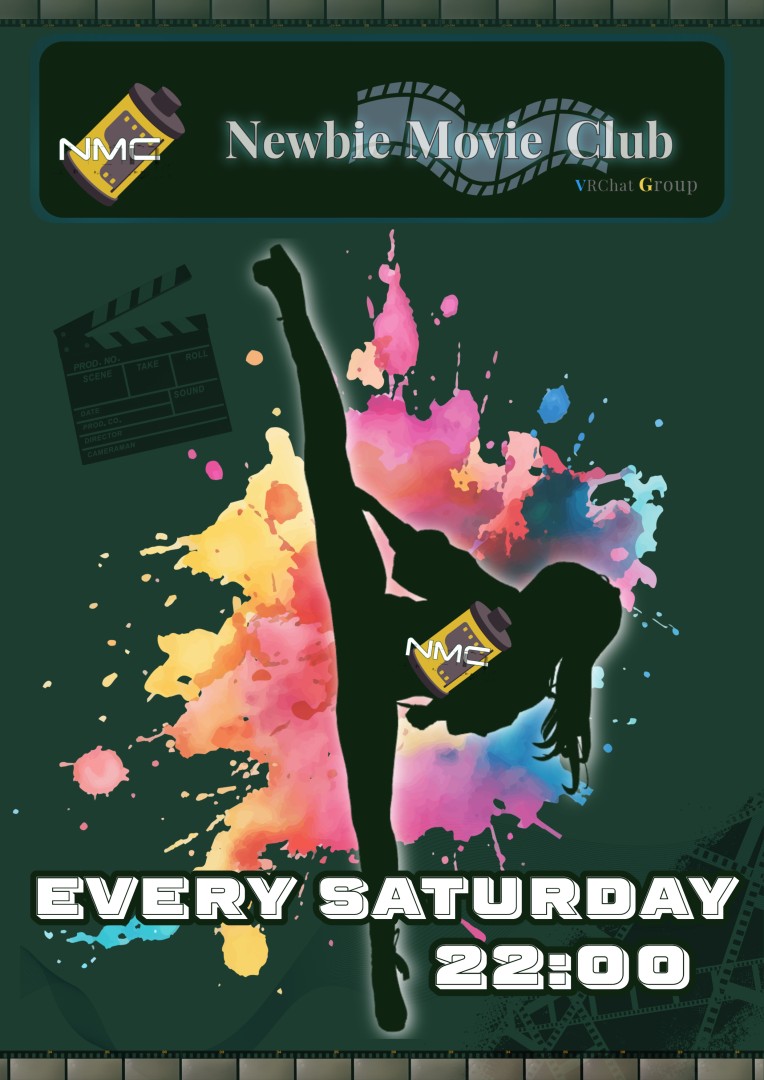 NMC
Newbie Movie Club
VRChat Group
PROD. NO.
SCENE TAKE ROLL
SOUND
DATE
PROD. CO.
DIRECTOR
CAMERAMAN
NMC
EVERY SATURDAY
22:00